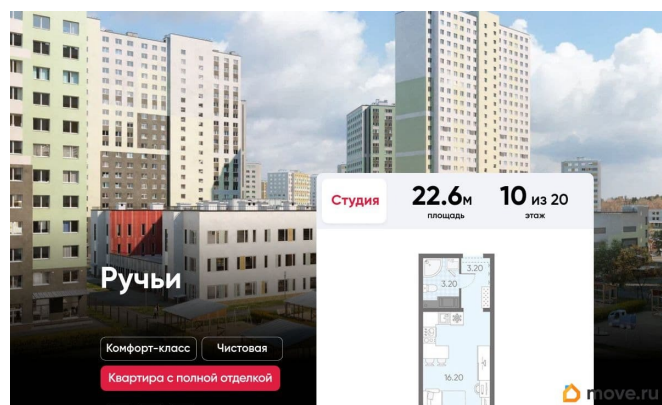 Студия
22.6м
площадь
10 из 20
этаж
3.20
3.20
16.20
Ручьи
Комфорт-класс
Чистовая
Квартира с полной отделкой
move.ru